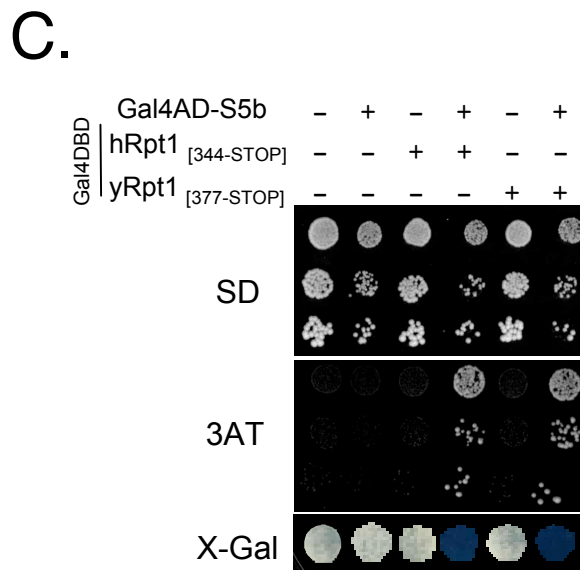 C.
Gal4AD-S5b - + - + - +
Gal4DBD
hRpt1 [344-STOP] - - + + - -
yRpt1 [377-STOP] - - - - + +
SD
3AT
X-Gal